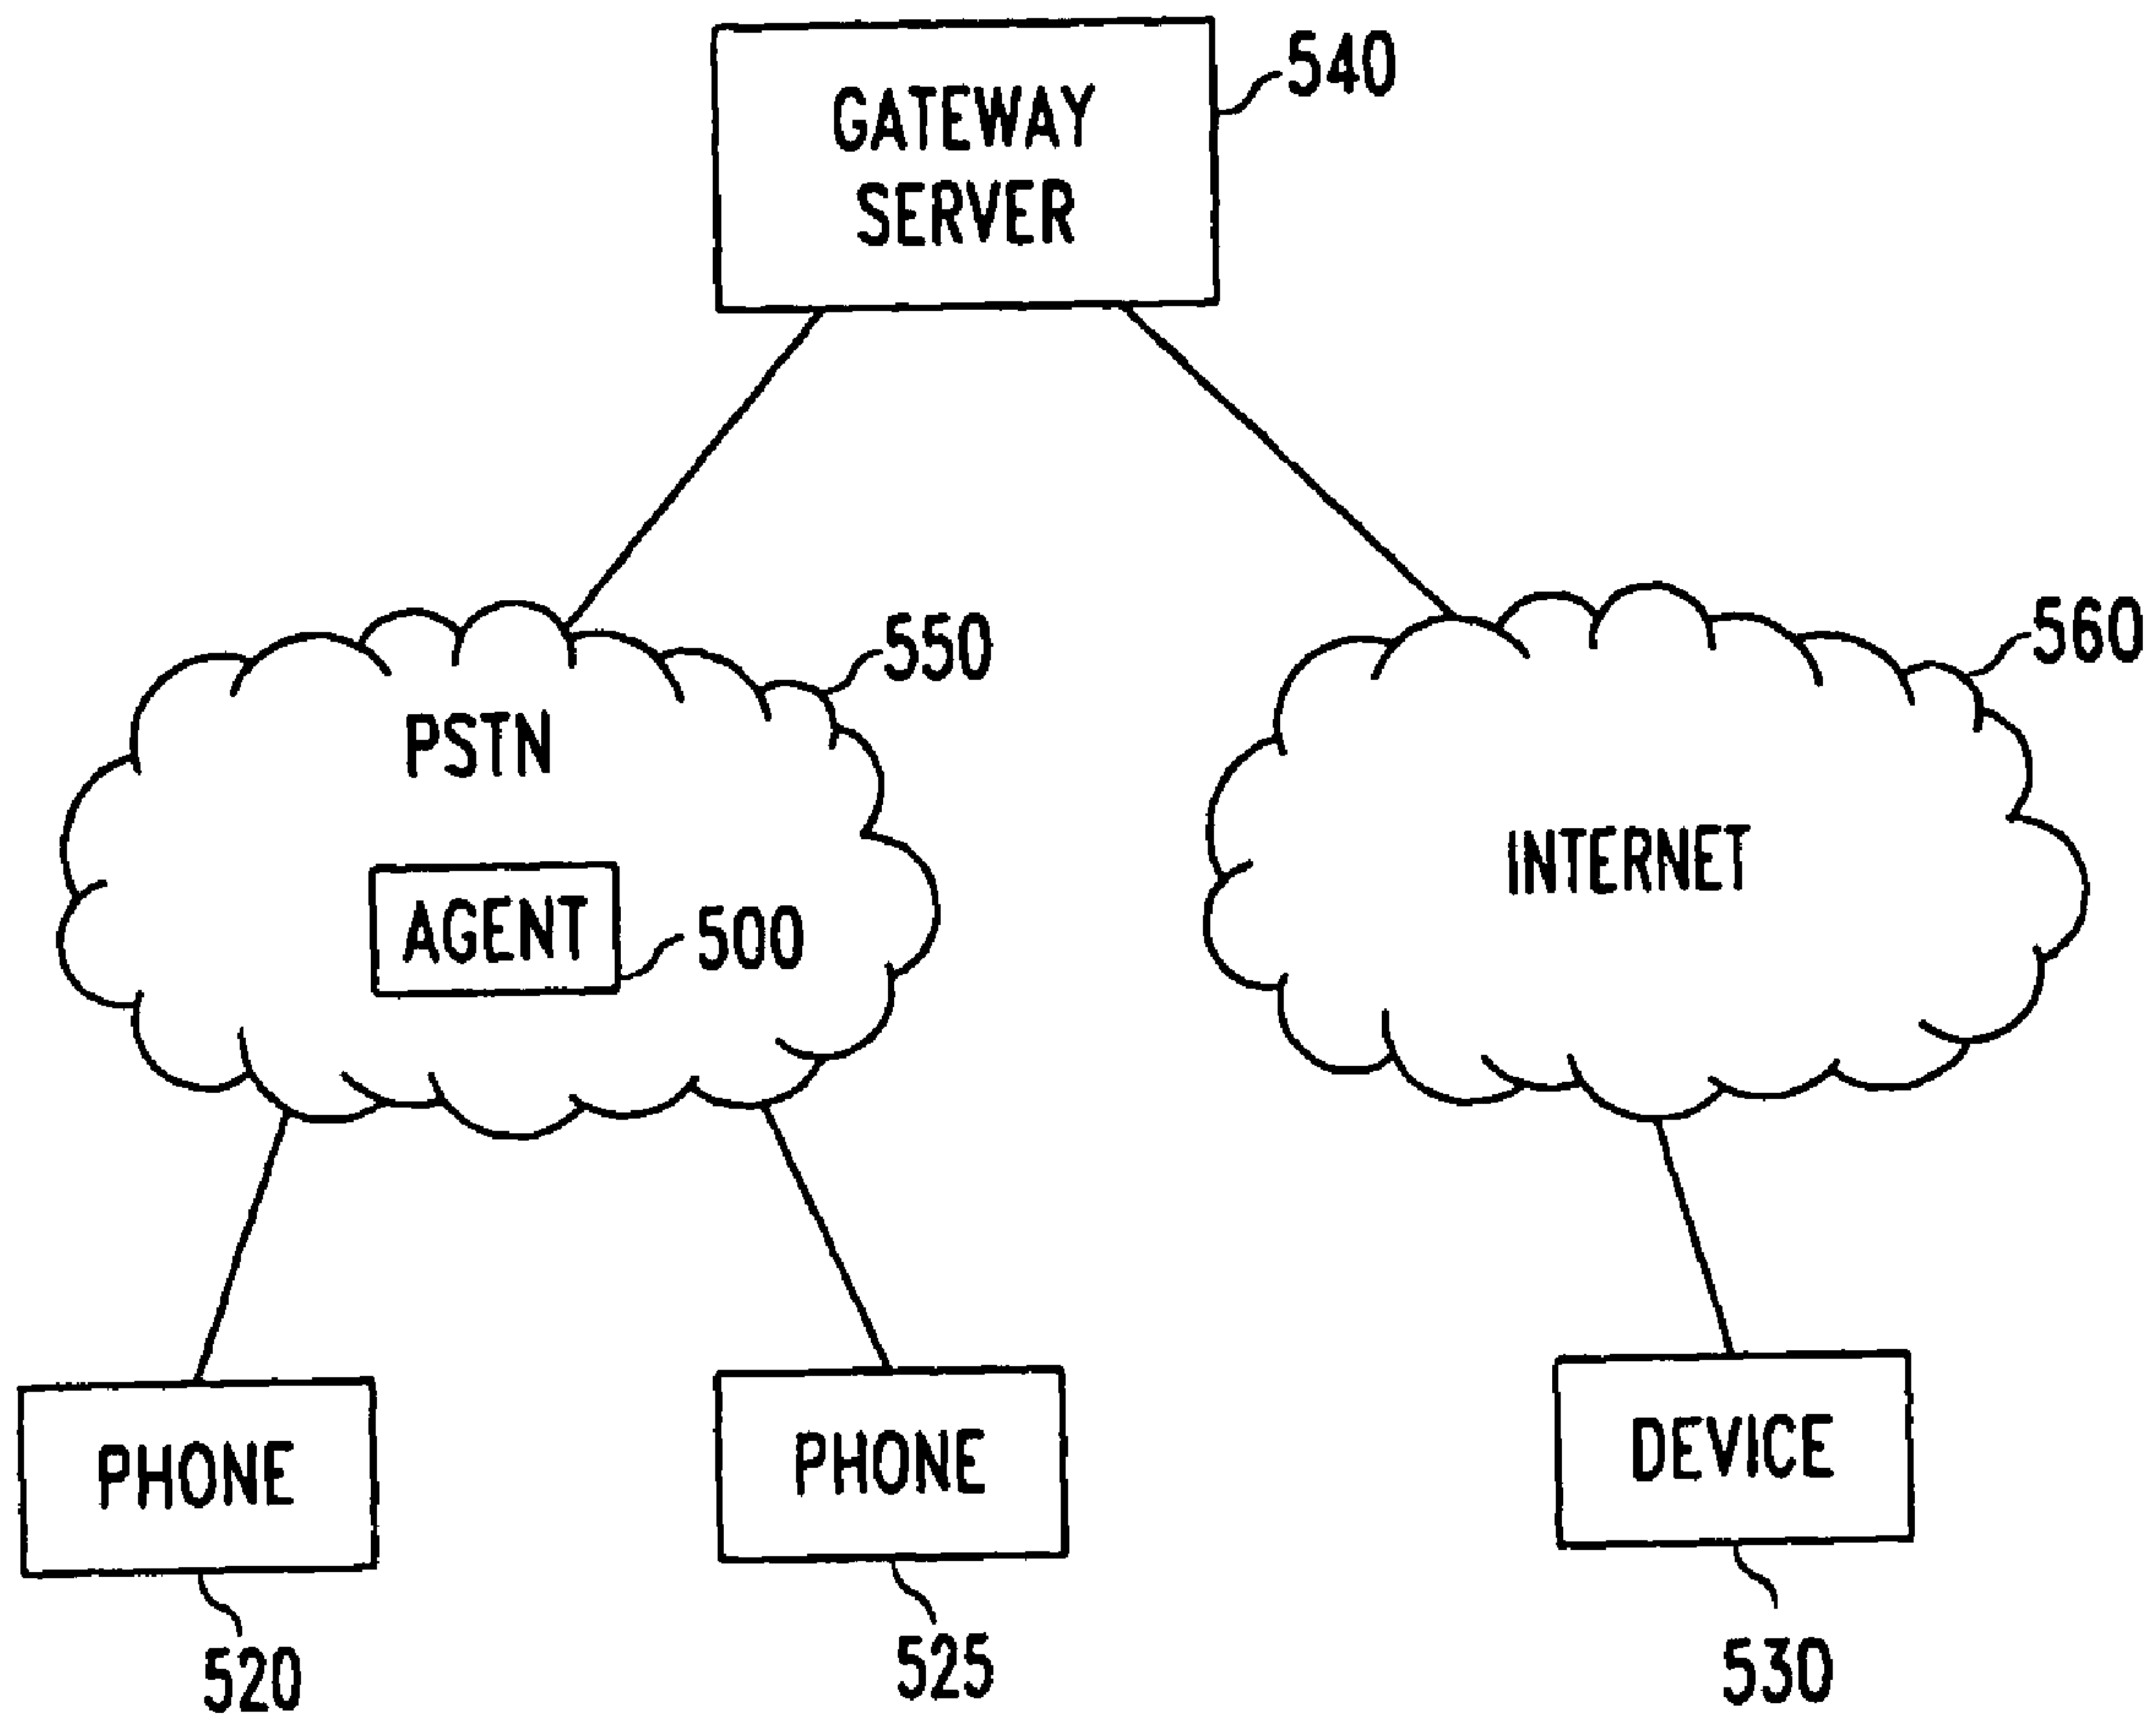 540
GATEWAY
SERVER
550
560
PSTN
INTERNET
AGENT
500
PHONE
PHONE
DEVICE
520
525
530